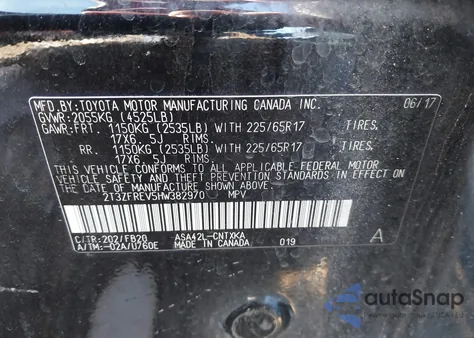 MFD.BY:TOYOTA MOTOR MANUFACTURING CANADA INC. 06/17
GVWR:2055KG (4525LB)
GAWR:FRT. 1150KG (2535LB) WITH 225/65R17 TIRES.
17X6.5J RIMS
RR. 1150KG (2535LB) WITH 225/65R17 TIRES.
17X6.5J RIMS
THIS VEHICLE CONFORMS TO ALL APPLICABLE FEDERAL MOTOR
VEHICLE SAFETY AND THEFT PREVENTION STANDARDS IN EFFECT ON
THE DATE OF MANUFACTURE SHOWN ABOVE.
2T3ZFREV5HW382970 MPV
C/TR:202/FB20 ASA42L-CNTXKA A
A/TM:-02A/U760E MADE IN CANADA 019
autoSnap